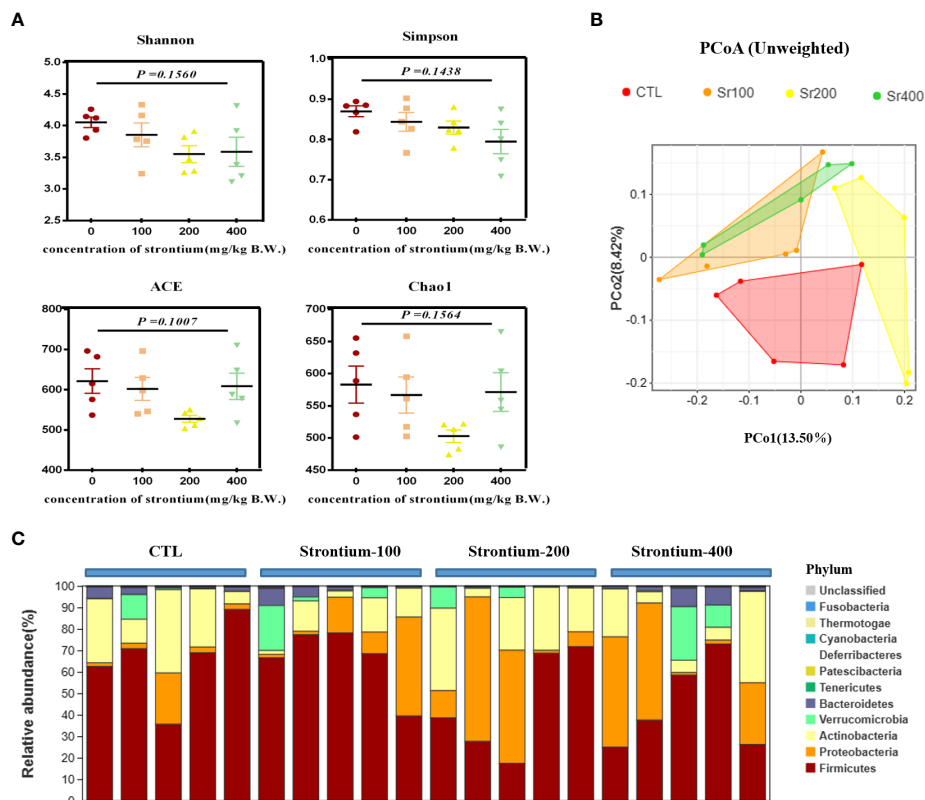 A
Shannon
5.0
4.5
4.0
3.5
3.0
2.5
P =0.1560
0 100 200 400
concentration of strontium(mg/kg B.W.)
Simpson
1.0
0.9
0.8
0.7
0.6
P =0.1438
0 100 200 400
concentration of strontium(mg/kg B.W.)
ACE
800
700
600
500
400
P =0.1007
0 100 200 400
concentration of strontium(mg/kg B.W.)
Chao1
700
650
600
550
500
450
P =0.1564
0 100 200 400
concentration of strontium(mg/kg B.W.)
B
PCoA (Unweighted)
CTL Sr100 Sr200 Sr400
PCo2(8.42%)
0.1
0
-0.1
-0.2
-0.2 -0.1 0 0.1 0.2
PCo1(13.50%)
C
CTL Strontium-100 Strontium-200 Strontium-400
Relative abundance(%)
100
90
80
70
60
50
40
30
20
10
0
Phylum
Unclassified
Fusobacteria
Thermotogae
Cyanobacteria
Deferribacteres
Patescibacteria
Tenericutes
Bacteroidetes
Verrucomicrobia
Actinobacteria
Proteobacteria
Firmicutes